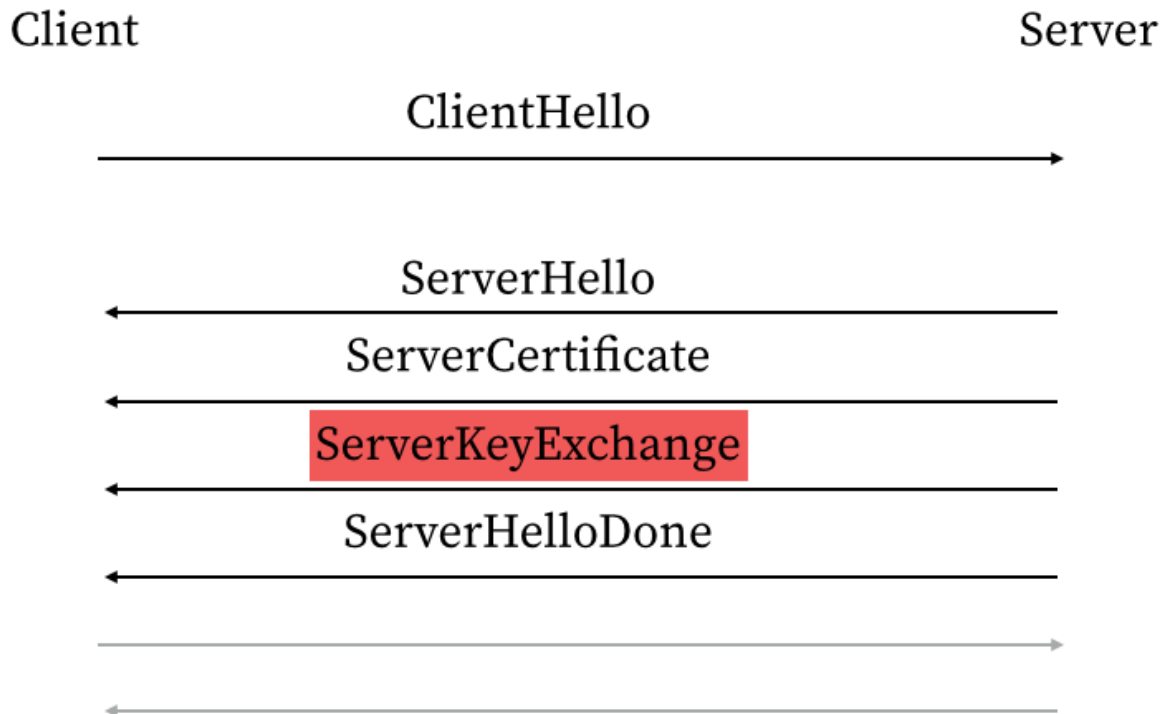 Client
Server
ClientHello
ServerHello
ServerCertificate
ServerKeyExchange
ServerHelloDone